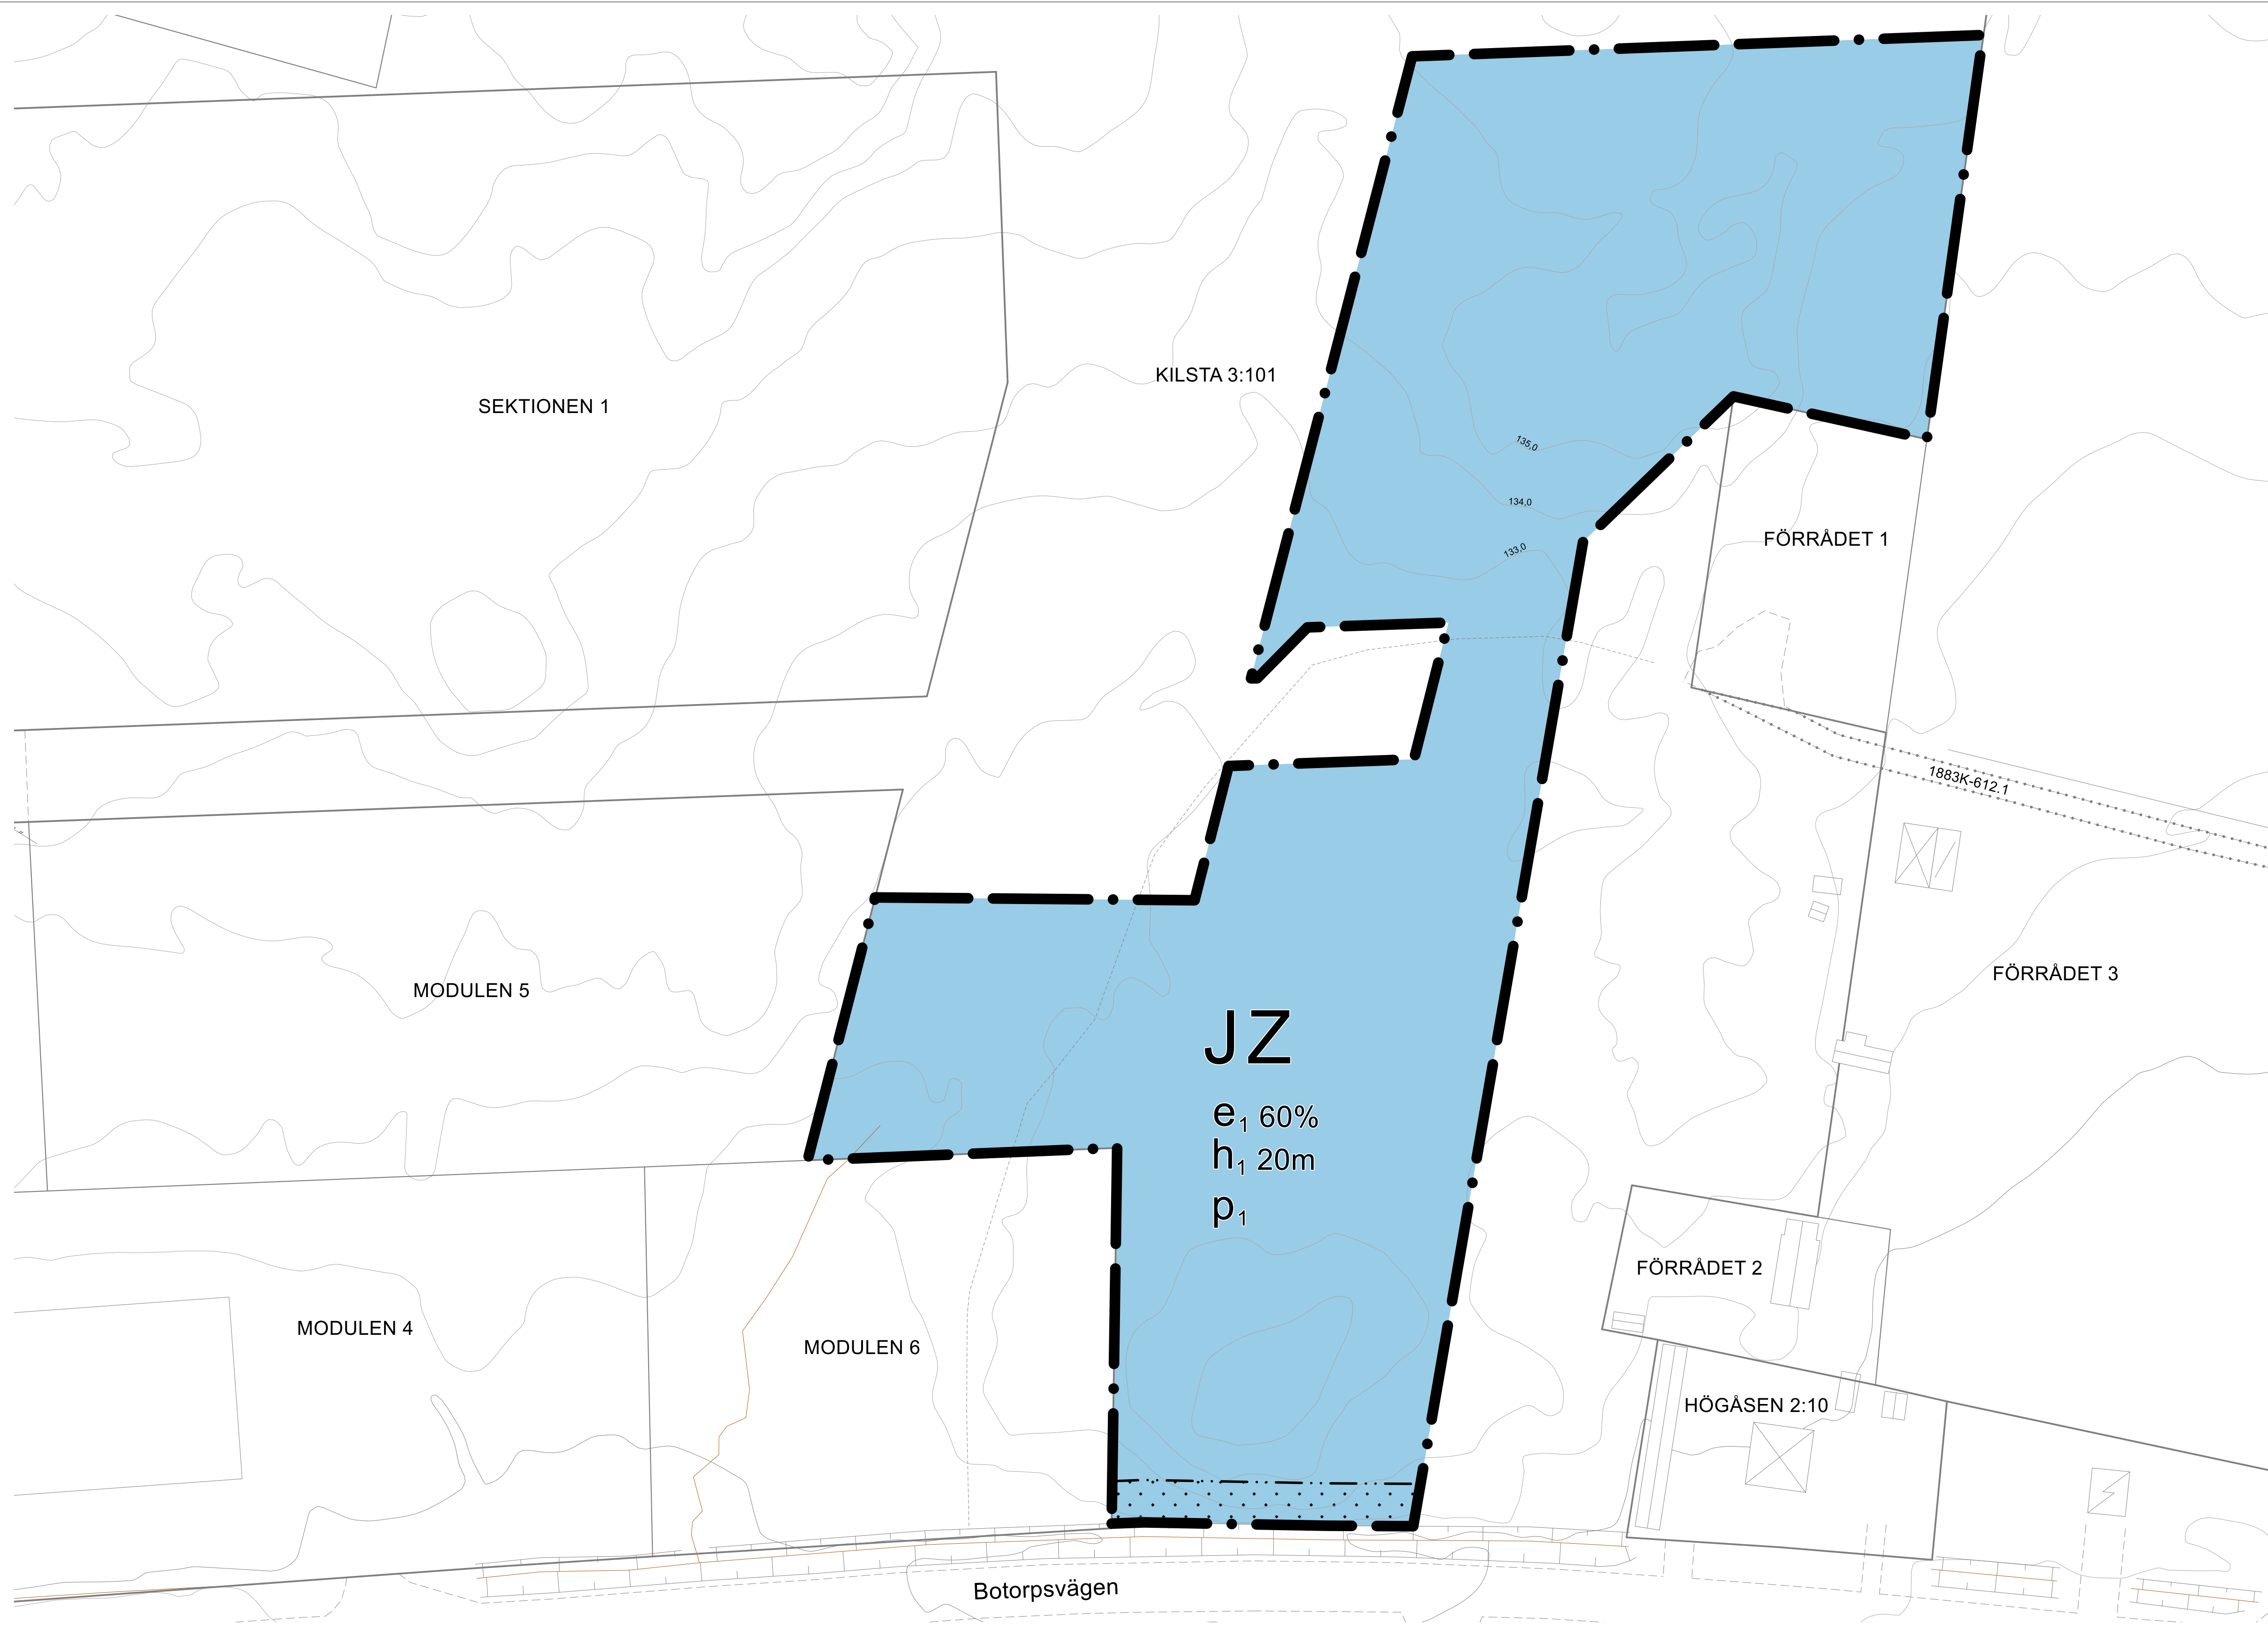 KILSTA 3:101
SEKTIONEN 1
135,0
134,0
133,0
FÖRRÅDET 1
1883K-612.1
FÖRRÅDET 3
MODULEN 5
JZ
e₁ 60%
h₁ 20m
p₁
FÖRRÅDET 2
MODULEN 4
MODULEN 6
HÖGÅSEN 2:10
Botorpsvägen